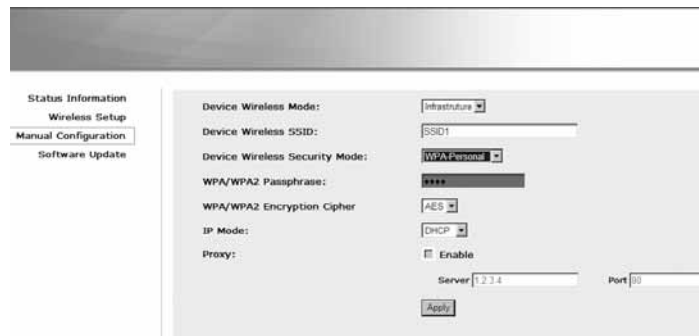 Status Information
Wireless Setup
Manual Configuration
Software Update
Device Wireless Mode: Infrastruture
Device Wireless SSID: SSID1
Device Wireless Security Mode: WPA-Personal
WPA/WPA2 Passphrase: ••••
WPA/WPA2 Encryption Cipher AES
IP Mode: DHCP
Proxy: Enable
Server 1.2.3.4 Port 80
Apply